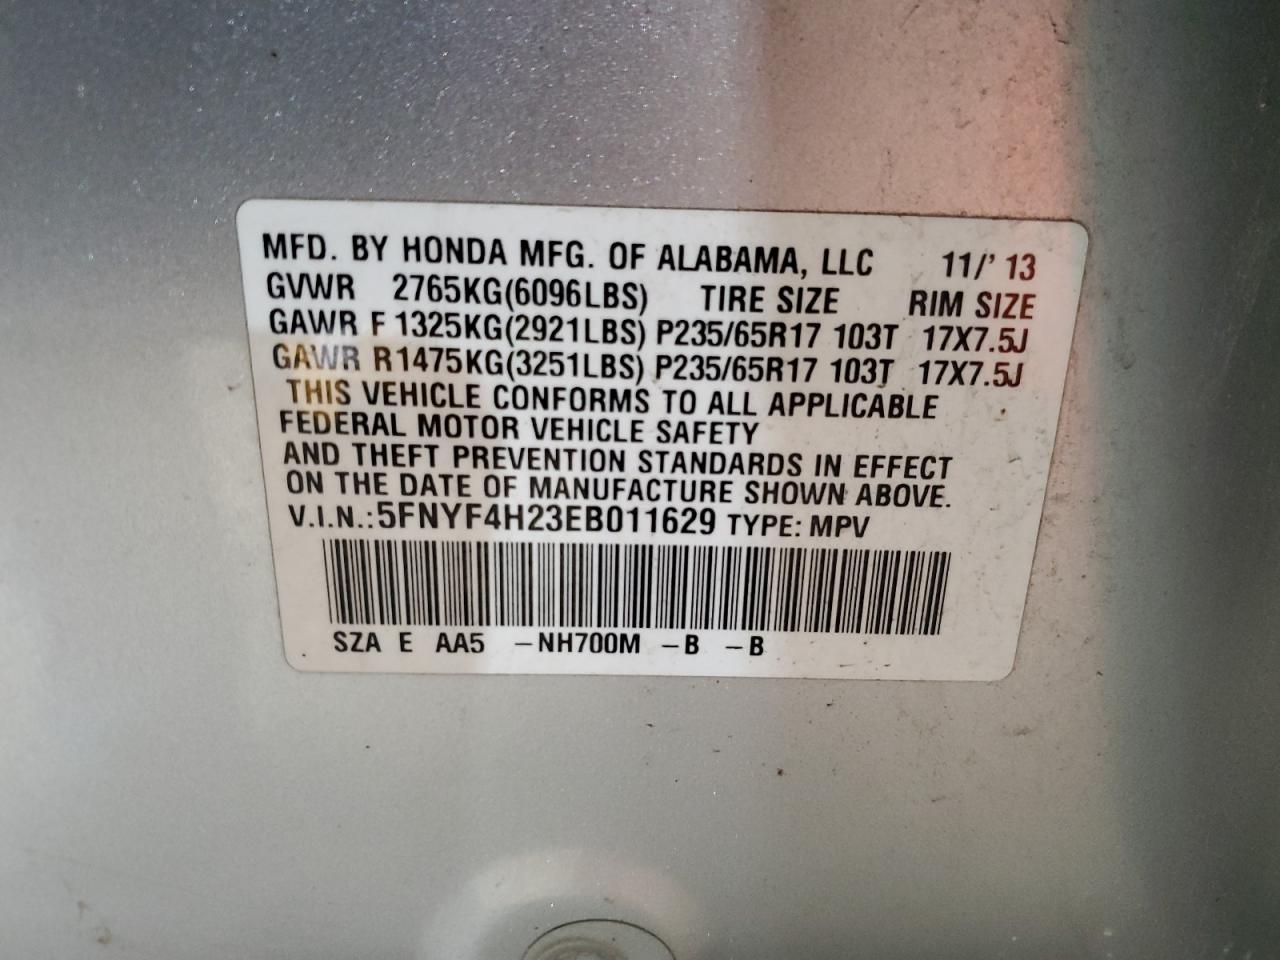 MFD. BY HONDA MFG. OF ALABAMA, LLC 11/' 13
GVWR 2765KG(6096LBS) TIRE SIZE RIM SIZE
GAWR F 1325KG(2921LBS) P235/65R17 103T 17X7.5J
GAWR R1475KG(3251LBS) P235/65R17 103T 17X7.5J
THIS VEHICLE CONFORMS TO ALL APPLICABLE
FEDERAL MOTOR VEHICLE SAFETY
AND THEFT PREVENTION STANDARDS IN EFFECT
ON THE DATE OF MANUFACTURE SHOWN ABOVE.
V.I.N.:5FNYF4H23EB011629 TYPE: MPV
SZA E AA5 -NH700M -B -B